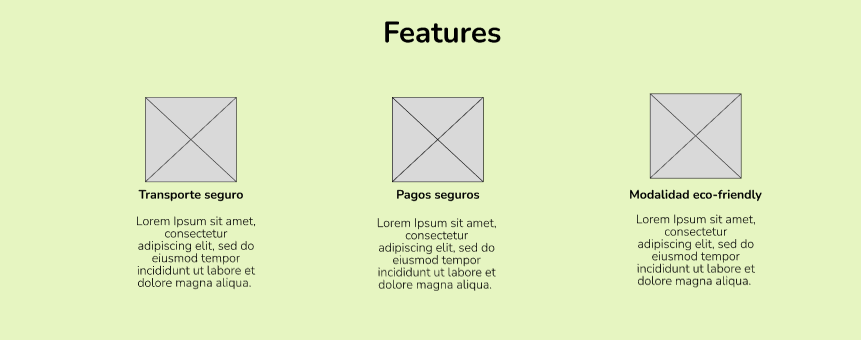 Features
Transporte seguro
Lorem Ipsum sit amet,
consectetur
adipiscing elit, sed do
eiusmod tempor
incididunt ut labore et
dolore magna aliqua.
Pagos seguros
Lorem Ipsum sit amet,
consectetur
adipiscing elit, sed do
eiusmod tempor
incididunt ut labore et
dolore magna aliqua.
Modalidad eco-friendly
Lorem Ipsum sit amet,
consectetur
adipiscing elit, sed do
eiusmod tempor
incididunt ut labore et
dolore magna aliqua.